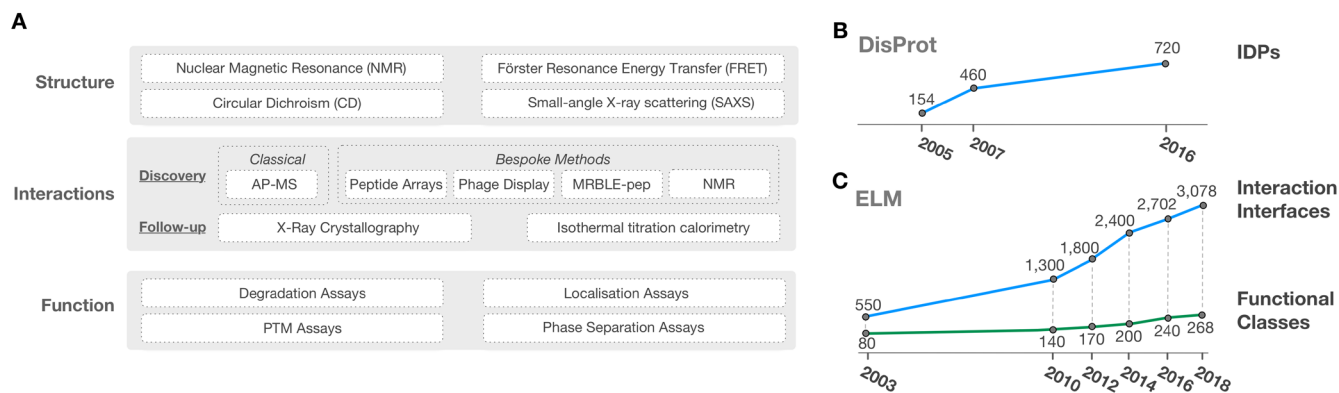 A
Structure
Nuclear Magnetic Resonance (NMR)
Förster Resonance Energy Transfer (FRET)
Circular Dichroism (CD)
Small-angle X-ray scattering (SAXS)
Interactions
Discovery
Classical
AP-MS
Bespoke Methods
Peptide Arrays
Phage Display
MRBLE-pep
NMR
Follow-up
X-Ray Crystallography
Isothermal titration calorimetry
Function
Degradation Assays
Localisation Assays
PTM Assays
Phase Separation Assays
B
DisProt
IDPs
154
460
720
2005
2007
2016
C
ELM
Interaction
Interfaces
550
1,300
1,800
2,400
2,702
3,078
Functional
Classes
80
140
170
200
240
268
2003
2010
2012
2014
2016
2018